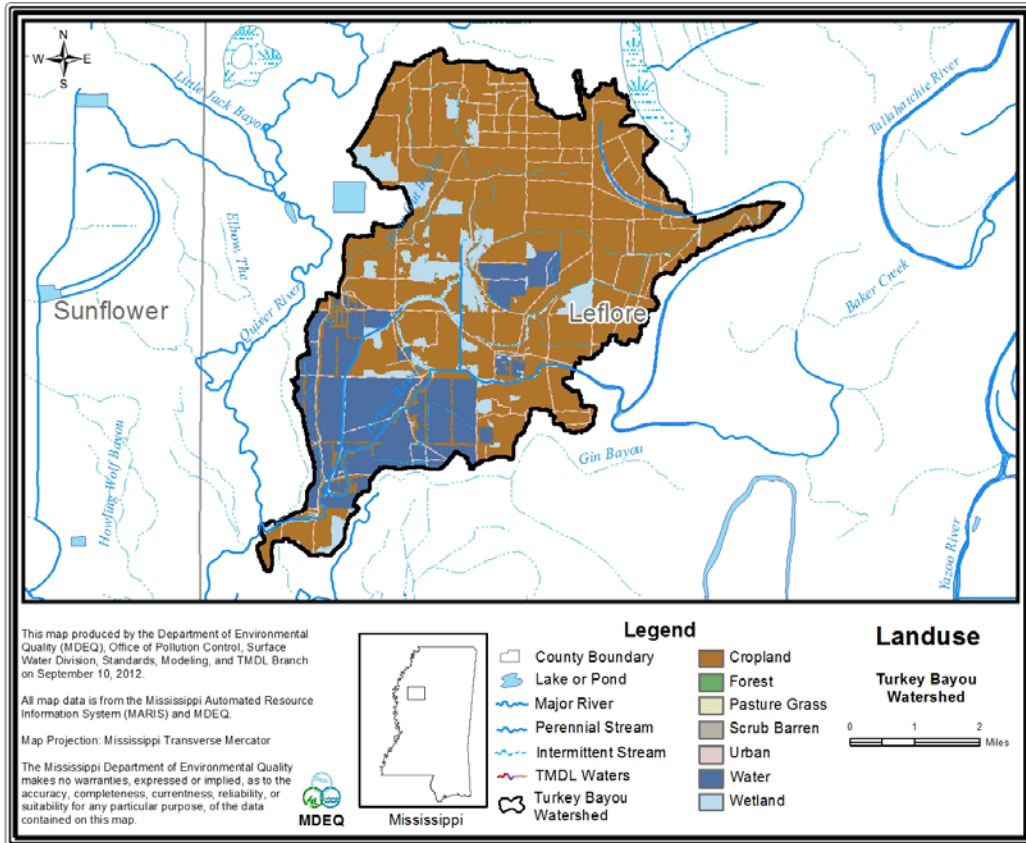 N
W E
S
Little Jack Bayou
Tallahatchie River
Elbow, The
Sunflower
Quiver River
Leflore
Baker Creek
Howling Wolf Bayou
Gin Bayou
Yazoo River
This map produced by the Department of Environmental
Quality (MDEQ), Office of Pollution Control, Surface
Water Division, Standards, Modeling, and TMDL Branch
on September 10, 2012.
All map data is from the Mississippi Automated Resource
Information System (MARIS) and MDEQ.
Map Projection: Mississippi Transverse Mercator
The Mississippi Department of Environmental Quality
makes no warranties, expressed or implied, as to the
accuracy, completeness, currentness, reliability, or
suitability for any particular purpose, of the data
contained on this map.
MDEQ
Mississippi
Legend
County Boundary
Lake or Pond
Major River
Perennial Stream
Intermittent Stream
TMDL Waters
Turkey Bayou
Watershed
Cropland
Forest
Pasture Grass
Scrub Barren
Urban
Water
Wetland
Landuse
Turkey Bayou
Watershed
0 1 2
Miles